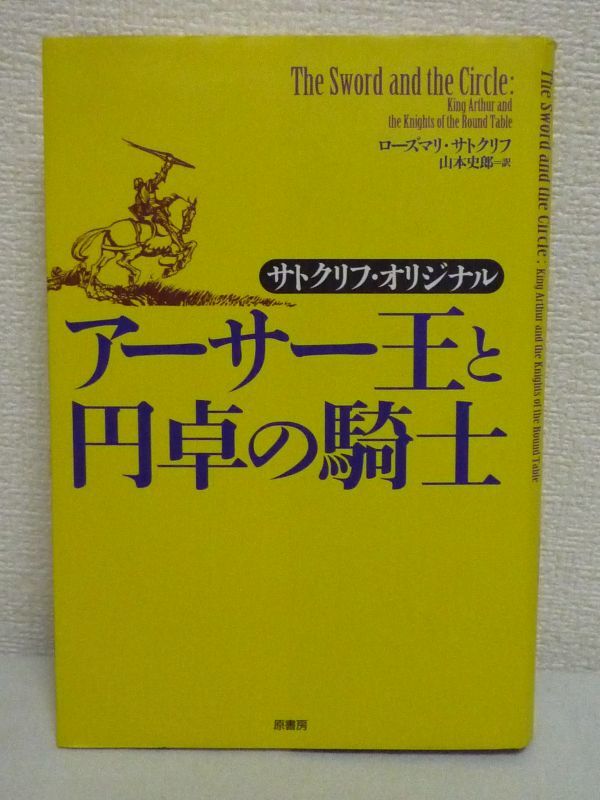 The Sword and the Circle:
King Arthur and
the Knights of the Round Table
ローズマリ・サトクリフ
山本史郎=訳
サトクリフ・オリジナル
アーサー王と
円卓の騎士
原書房
The Sword and the Circle: King Arthur and the Knights of the Round Table